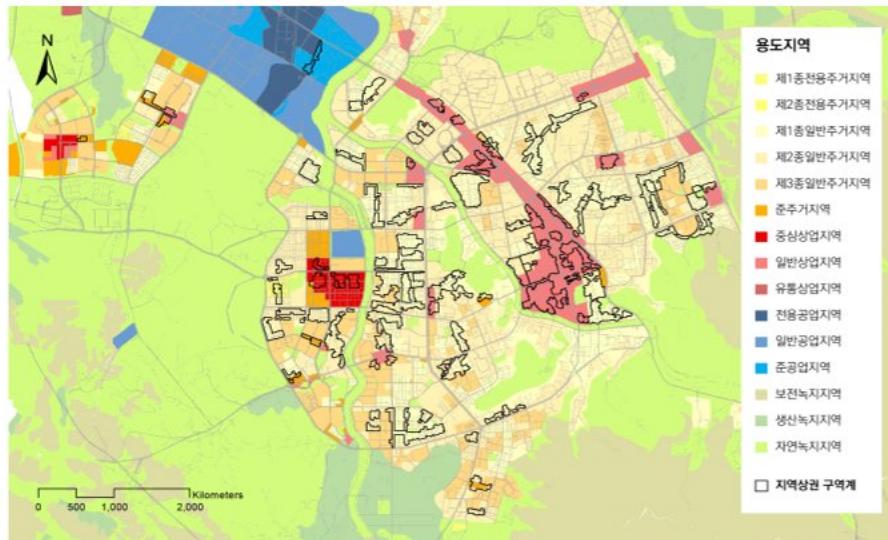 N
용도지역
제1종전용주거지역
제2종전용주거지역
제1종일반주거지역
제2종일반주거지역
제3종일반주거지역
준주거지역
중심상업지역
일반상업지역
유통상업지역
전용공업지역
일반공업지역
준공업지역
보전녹지지역
생산녹지지역
자연녹지지역
지역상권 구역계
Kilometers
0 500 1,000 2,000